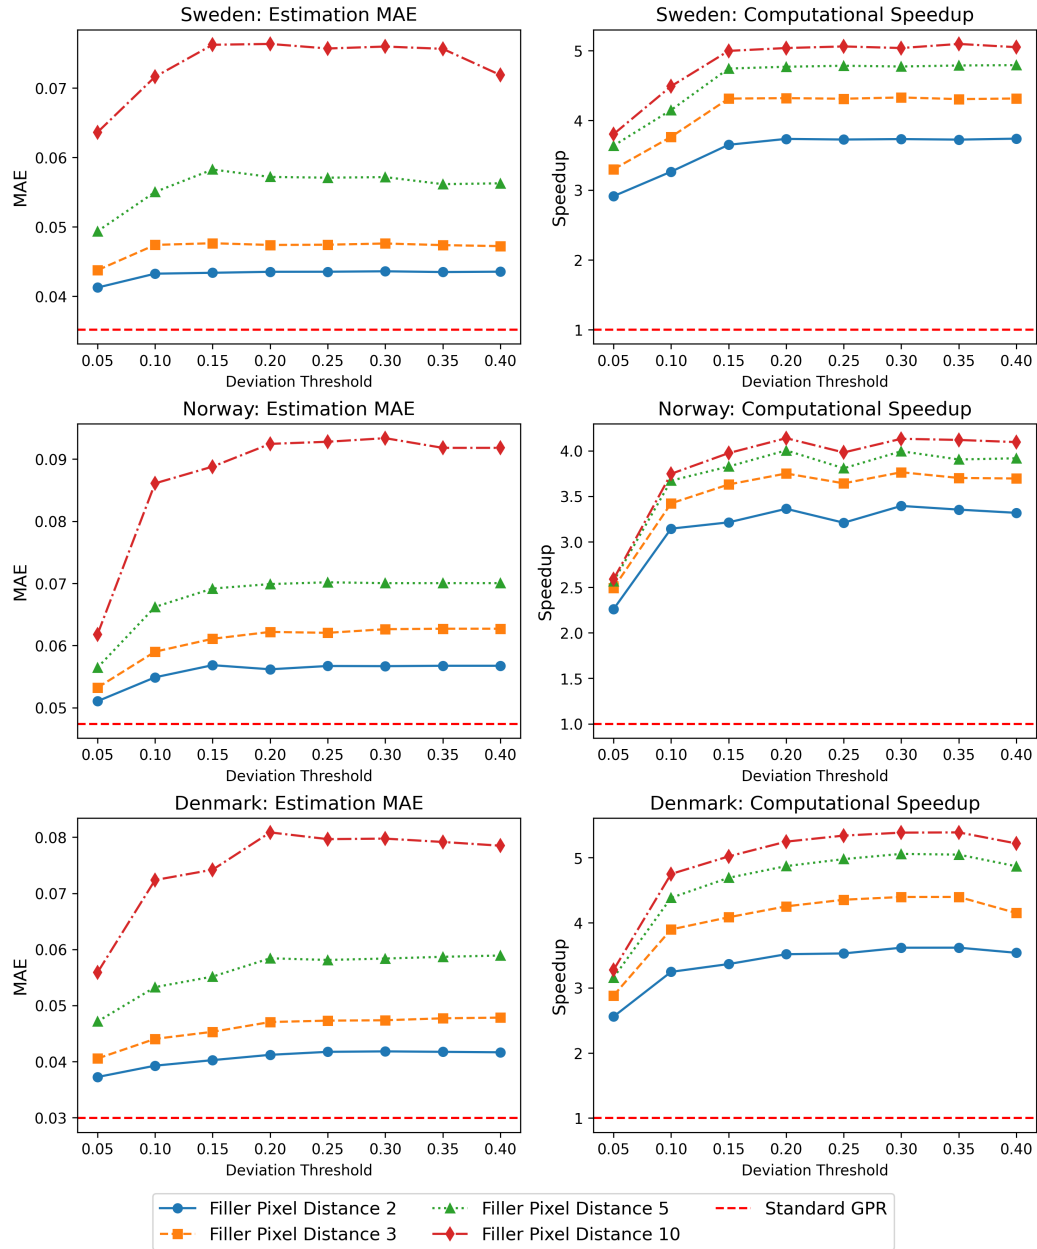 Sweden: Estimation MAE
MAE
0.07
0.06
0.05
0.04
0.05 0.10 0.15 0.20 0.25 0.30 0.35 0.40
Deviation Threshold
Sweden: Computational Speedup
Speedup
5
4
3
2
1
0.05 0.10 0.15 0.20 0.25 0.30 0.35 0.40
Deviation Threshold
Norway: Estimation MAE
MAE
0.09
0.08
0.07
0.06
0.05
0.05 0.10 0.15 0.20 0.25 0.30 0.35 0.40
Deviation Threshold
Norway: Computational Speedup
Speedup
4.0
3.5
3.0
2.5
2.0
1.5
1.0
0.05 0.10 0.15 0.20 0.25 0.30 0.35 0.40
Deviation Threshold
Denmark: Estimation MAE
MAE
0.08
0.07
0.06
0.05
0.04
0.03
0.05 0.10 0.15 0.20 0.25 0.30 0.35 0.40
Deviation Threshold
Denmark: Computational Speedup
Speedup
5
4
3
2
1
0.05 0.10 0.15 0.20 0.25 0.30 0.35 0.40
Deviation Threshold
Filler Pixel Distance 2
Filler Pixel Distance 3
Filler Pixel Distance 5
Filler Pixel Distance 10
Standard GPR